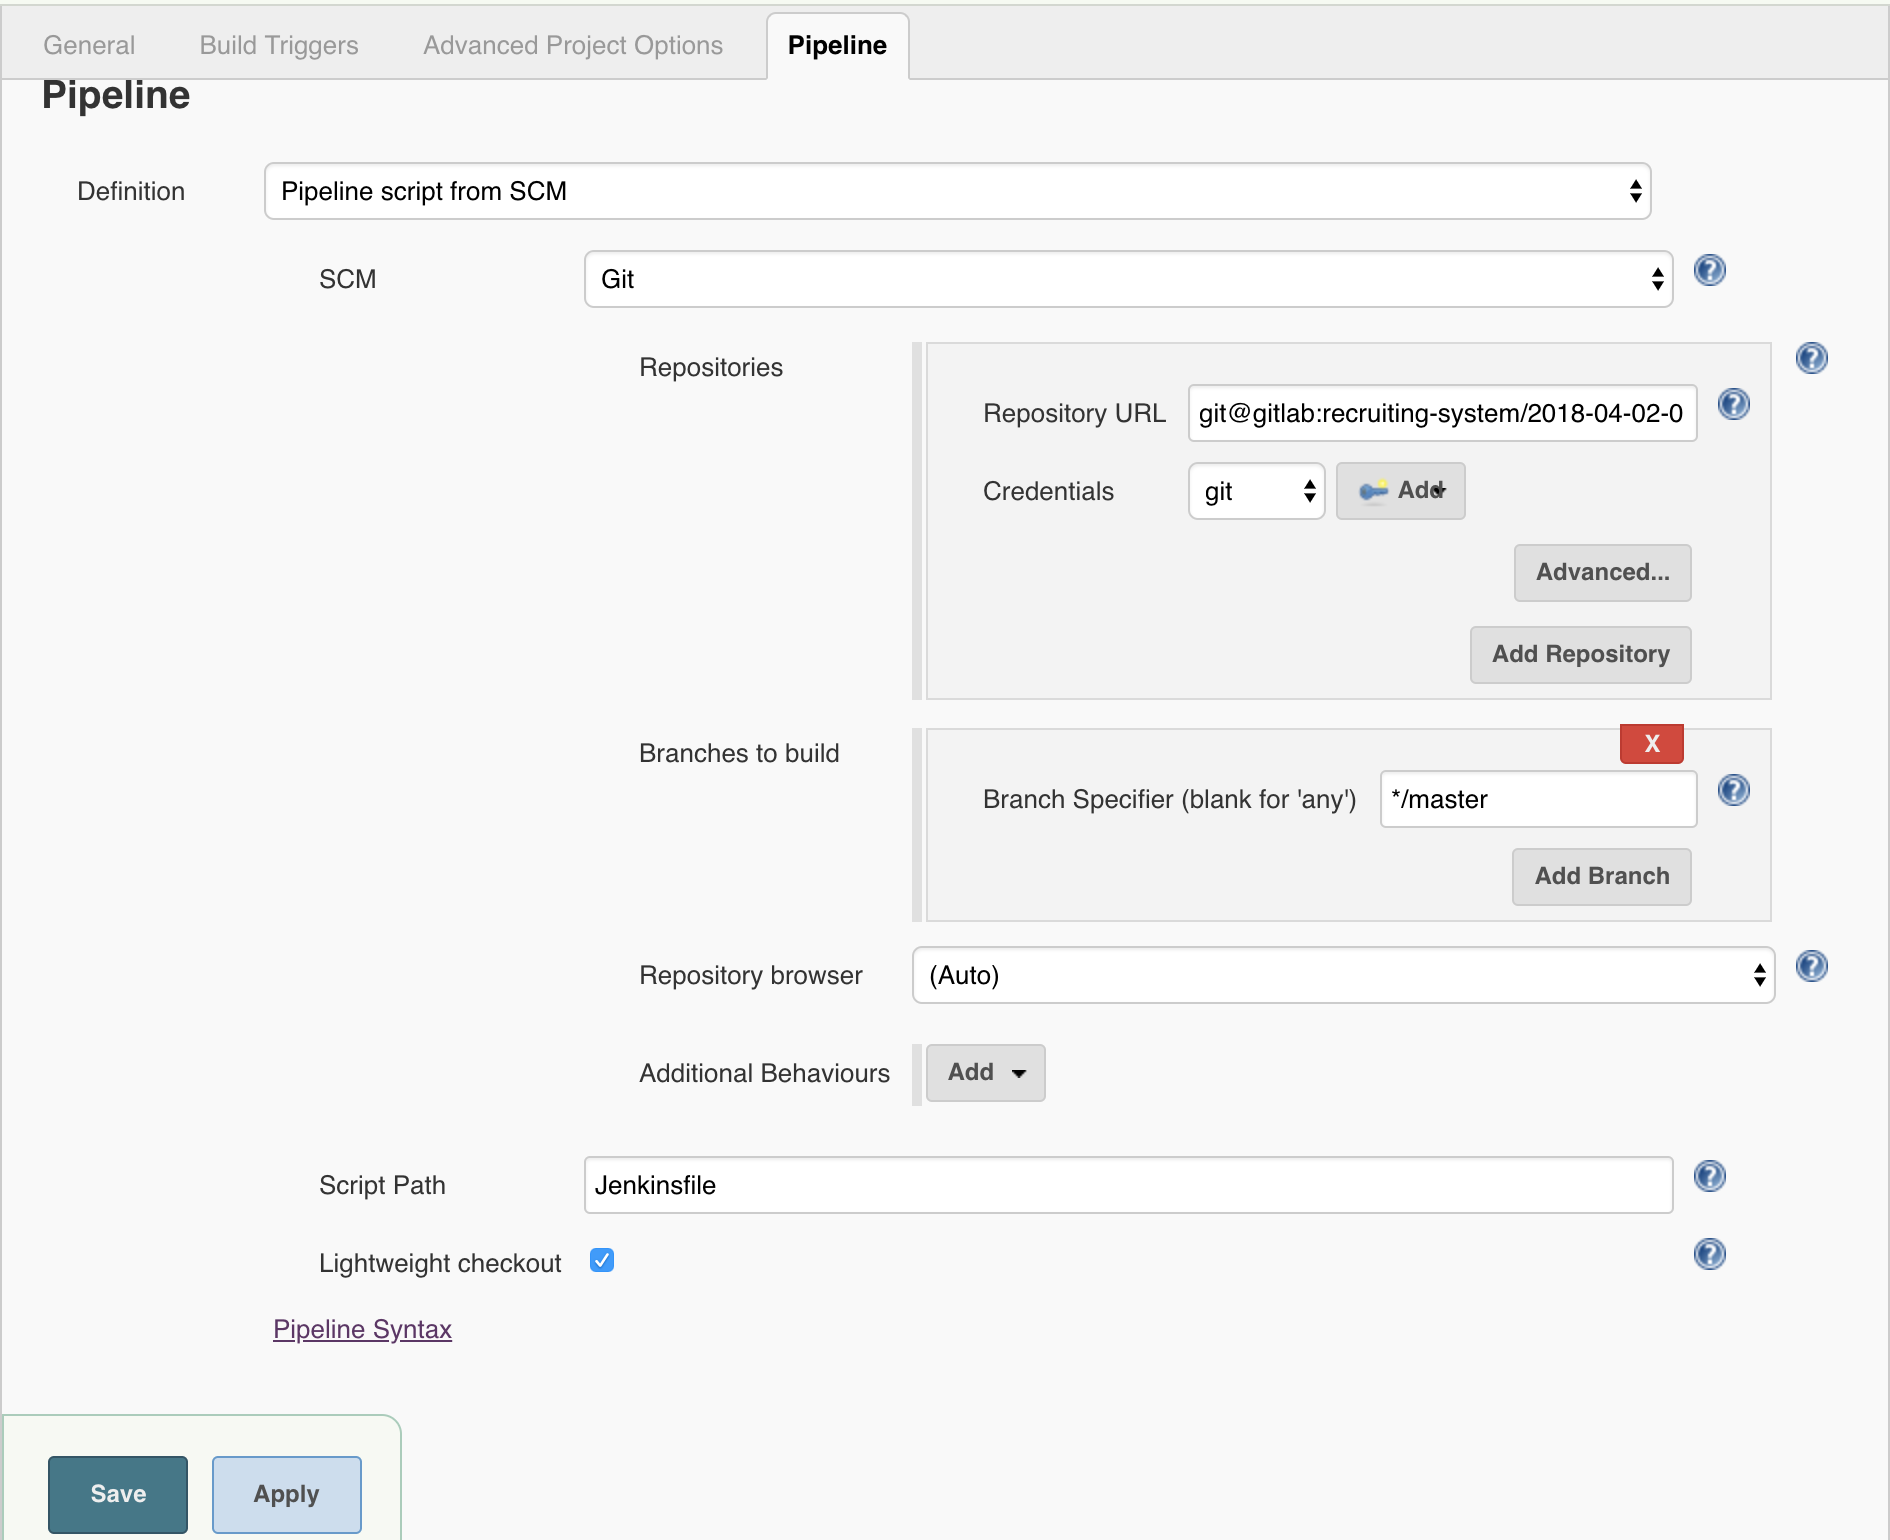 General Build Triggers Advanced Project Options Pipeline
Pipeline
Definition Pipeline script from SCM
SCM Git
Repositories
Repository URL git@gitlab:recruiting-system/2018-04-02-0
Credentials git Add
Advanced...
Add Repository
Branches to build
X
Branch Specifier (blank for 'any') */master
Add Branch
Repository browser (Auto)
Additional Behaviours Add
Script Path Jenkinsfile
Lightweight checkout
Pipeline Syntax
Save Apply